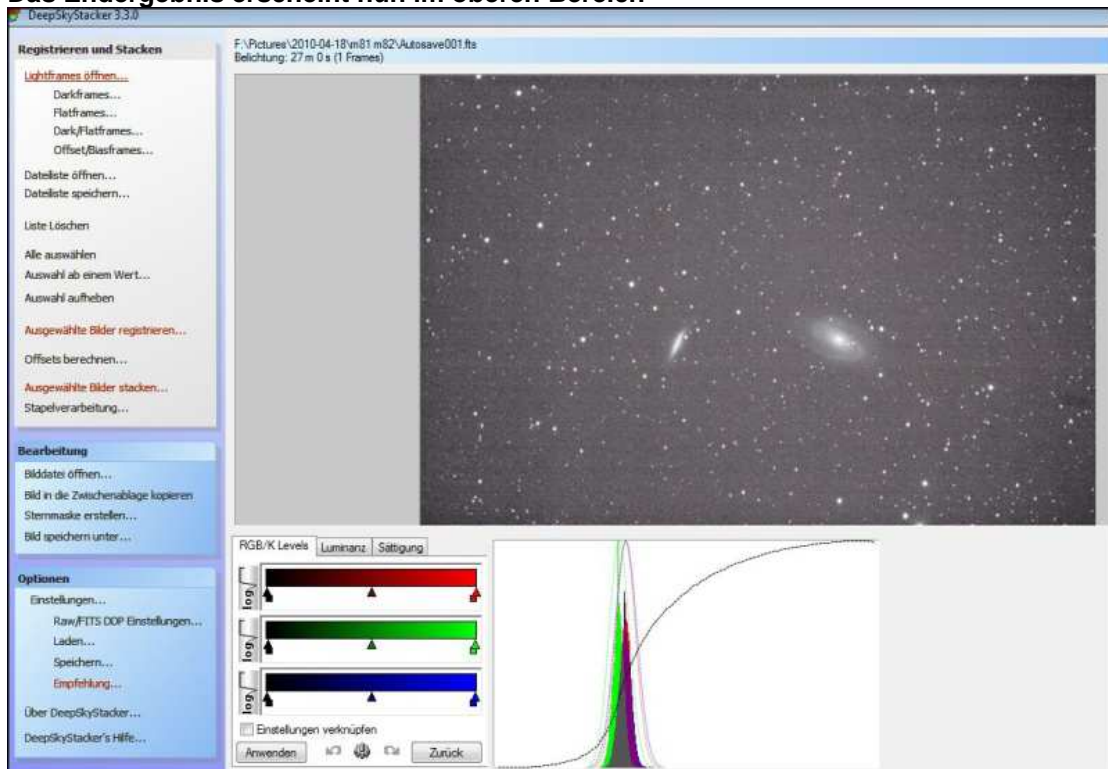 Das Endergebnis erscheint nun im oberen Bereich
DeepSkyStacker 3.3.0
Registrieren und Stacken
Lightframes öffnen...
Darkframes...
Flatframes...
Dark/Flatframes...
Offset/Biasframes...
Dateiliste öffnen...
Dateiliste speichern...
Liste Löschen
Alle auswählen
Auswahl ab einem Wert...
Auswahl aufheben
Ausgewählte Bilder registrieren...
Offsets berechnen...
Ausgewählte Bilder stacken...
Stapelverarbeitung...
Bearbeitung
Bilddatei öffnen...
Bild in die Zwischenablage kopieren
Sternmaske erstellen...
Bild speichern unter...
Optionen
Einstellungen...
Raw/FITS DDP Einstellungen...
Laden...
Speichern...
Empfehlung...
Über DeepSkyStacker...
DeepSkyStacker's Hilfe...
F:\Pictures\2010-04-18\m81 m82\Autosave001.fts
Belichtung: 27 m 0 s (1 Frames)
RGB/K Levels Luminanz Sättigung
log
log
log
Einstellungen verknüpfen
Anwenden Zurück